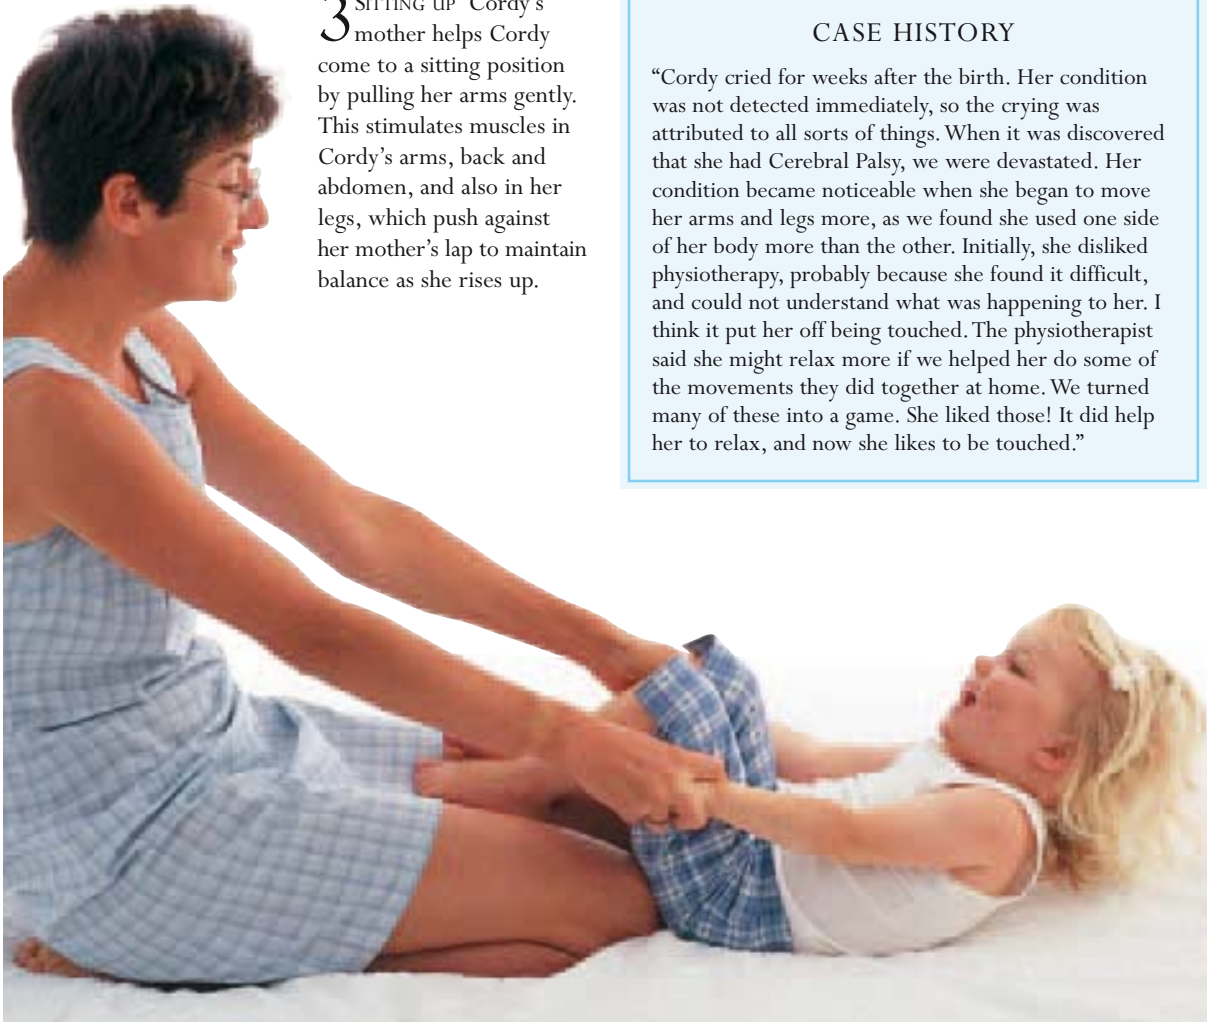 3 SITTING UP Cordy’s
mother helps Cordy
come to a sitting position
by pulling her arms gently.
This stimulates muscles in
Cordy’s arms, back and
abdomen, and also in her
legs, which push against
her mother’s lap to maintain
balance as she rises up.
CASE HISTORY
“Cordy cried for weeks after the birth. Her condition
was not detected immediately, so the crying was
attributed to all sorts of things. When it was discovered
that she had Cerebral Palsy, we were devastated. Her
condition became noticeable when she began to move
her arms and legs more, as we found she used one side
of her body more than the other. Initially, she disliked
physiotherapy, probably because she found it difficult,
and could not understand what was happening to her. I
think it put her off being touched. The physiotherapist
said she might relax more if we helped her do some of
the movements they did together at home. We turned
many of these into a game. She liked those! It did help
her to relax, and now she likes to be touched.”